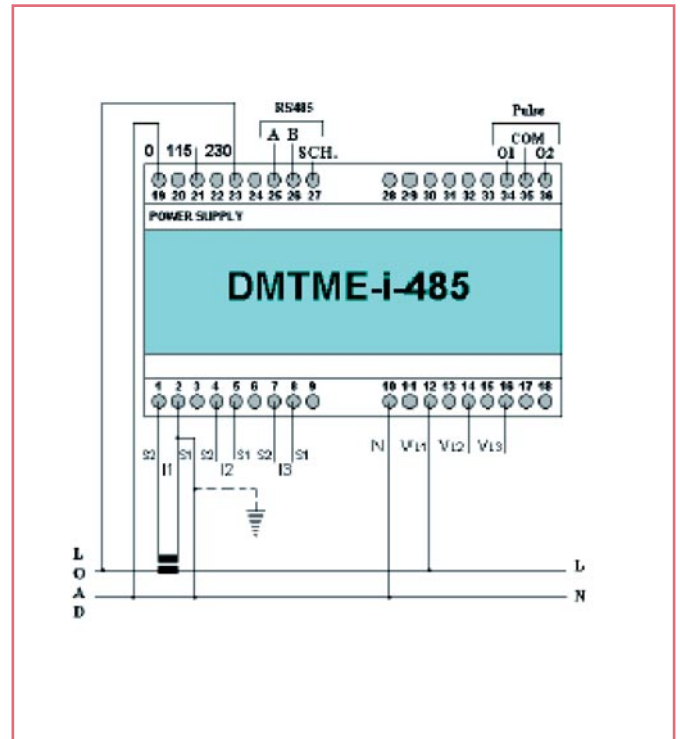 RS485
Pulse
A B
COM
0 115 230
SCH.
O1 O2
19 20 21 22 23 24 25 26 27
28 29 30 31 32 33 34 35 36
POWER SUPPLY
DMTME-i-485
1 2 3 4 5 6 7 8 9
10 11 12 13 14 15 16 17 18
S2 S1 S2 S1 S2 S1
I1 I2 I3
N VL1 VL2 VL3
LOAD
L
N